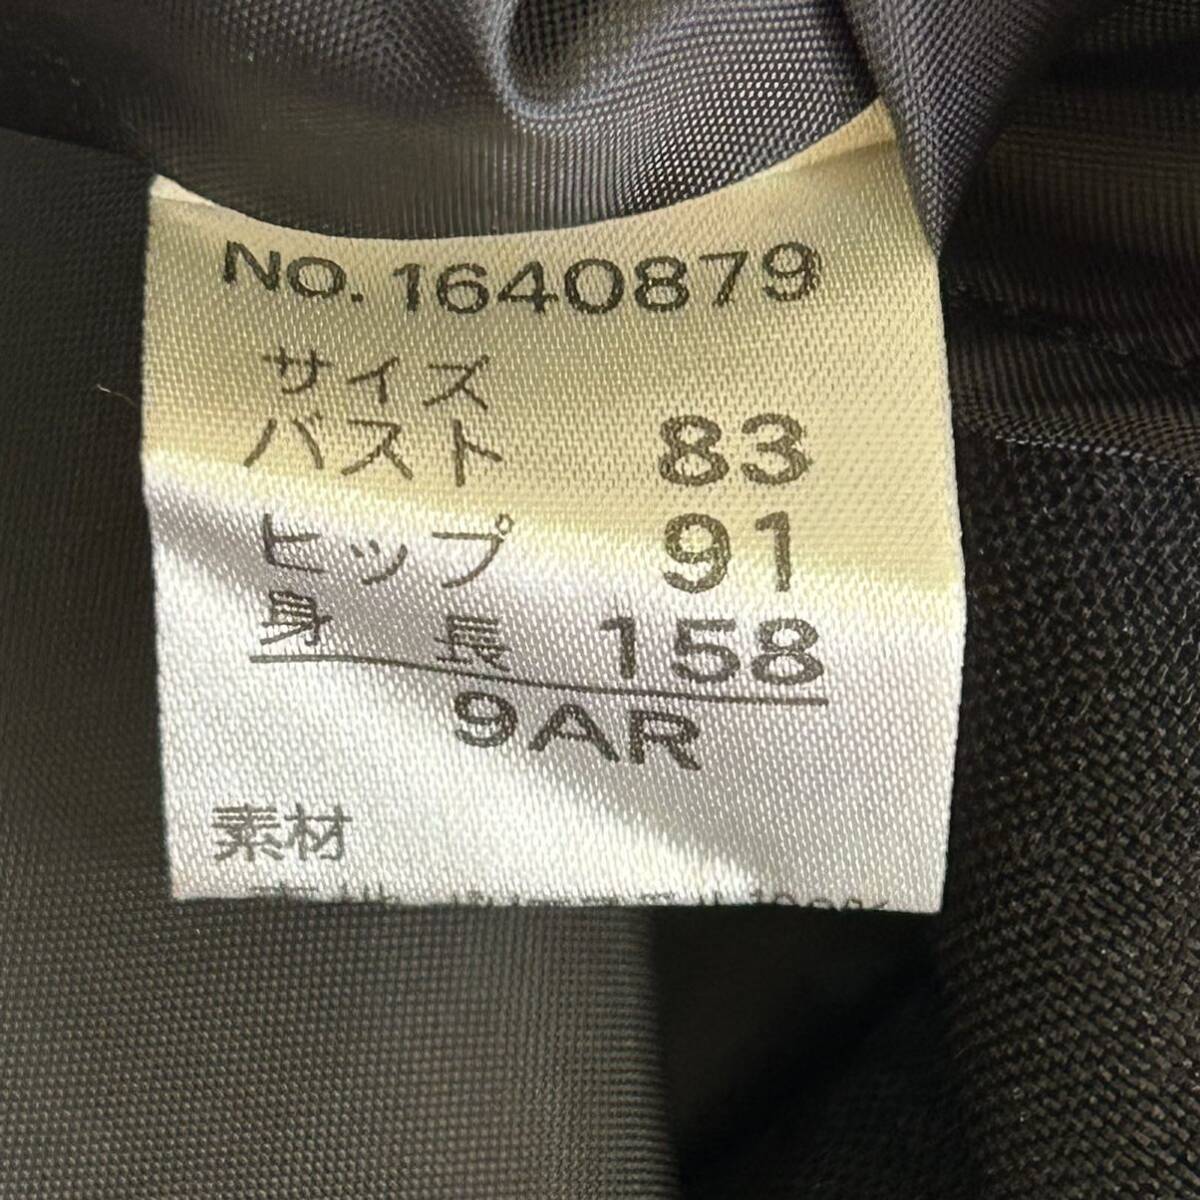 NO. 1640879
サイズ
バスト 83
ヒップ 91
身長 158
9AR
素材